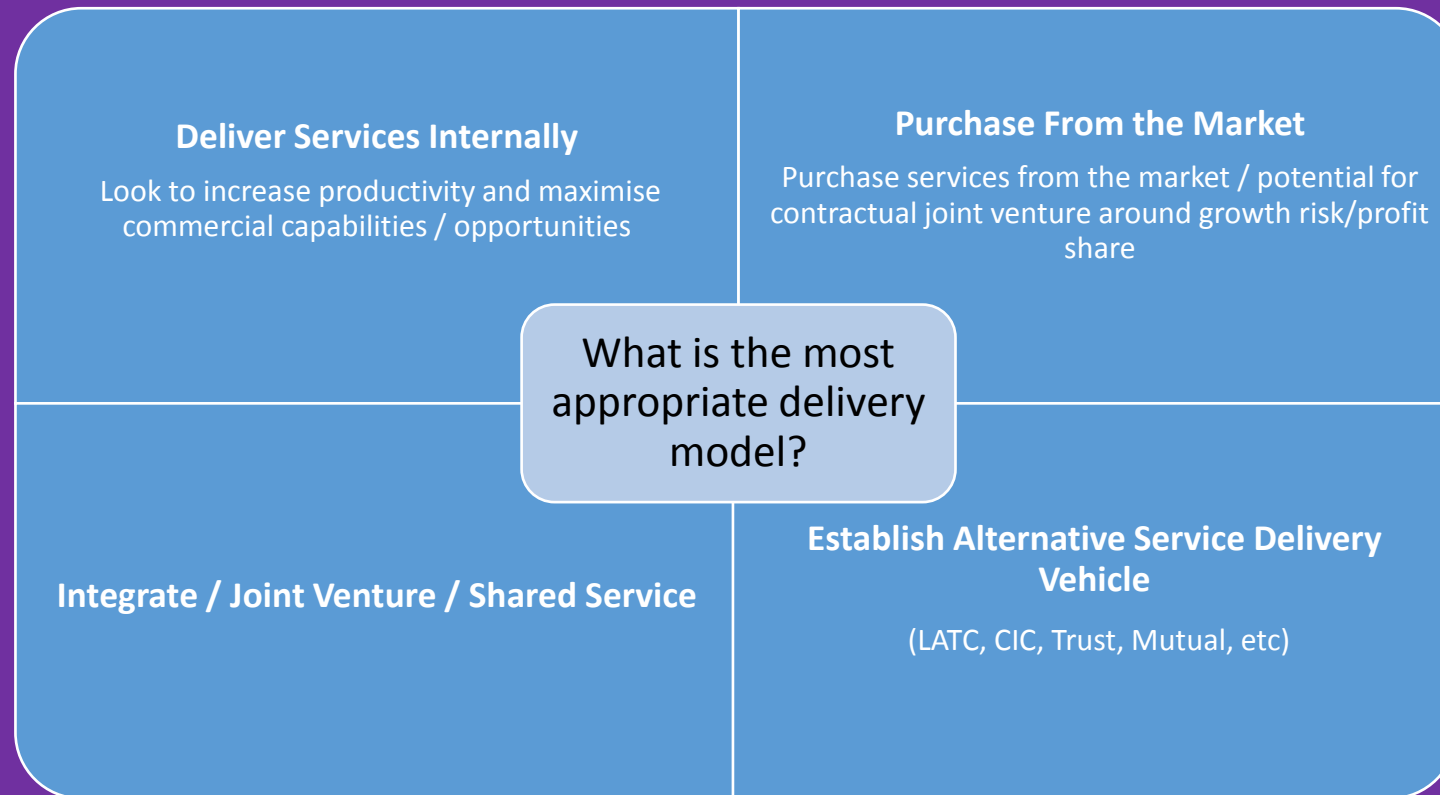 Deliver Services Internally
Look to increase productivity and maximise
commercial capabilities / opportunities
Purchase From the Market
Purchase services from the market / potential for
contractual joint venture around growth risk/profit
share
What is the most
appropriate delivery
model?
Integrate / Joint Venture / Shared Service
Establish Alternative Service Delivery
Vehicle
(LATC, CIC, Trust, Mutual, etc)